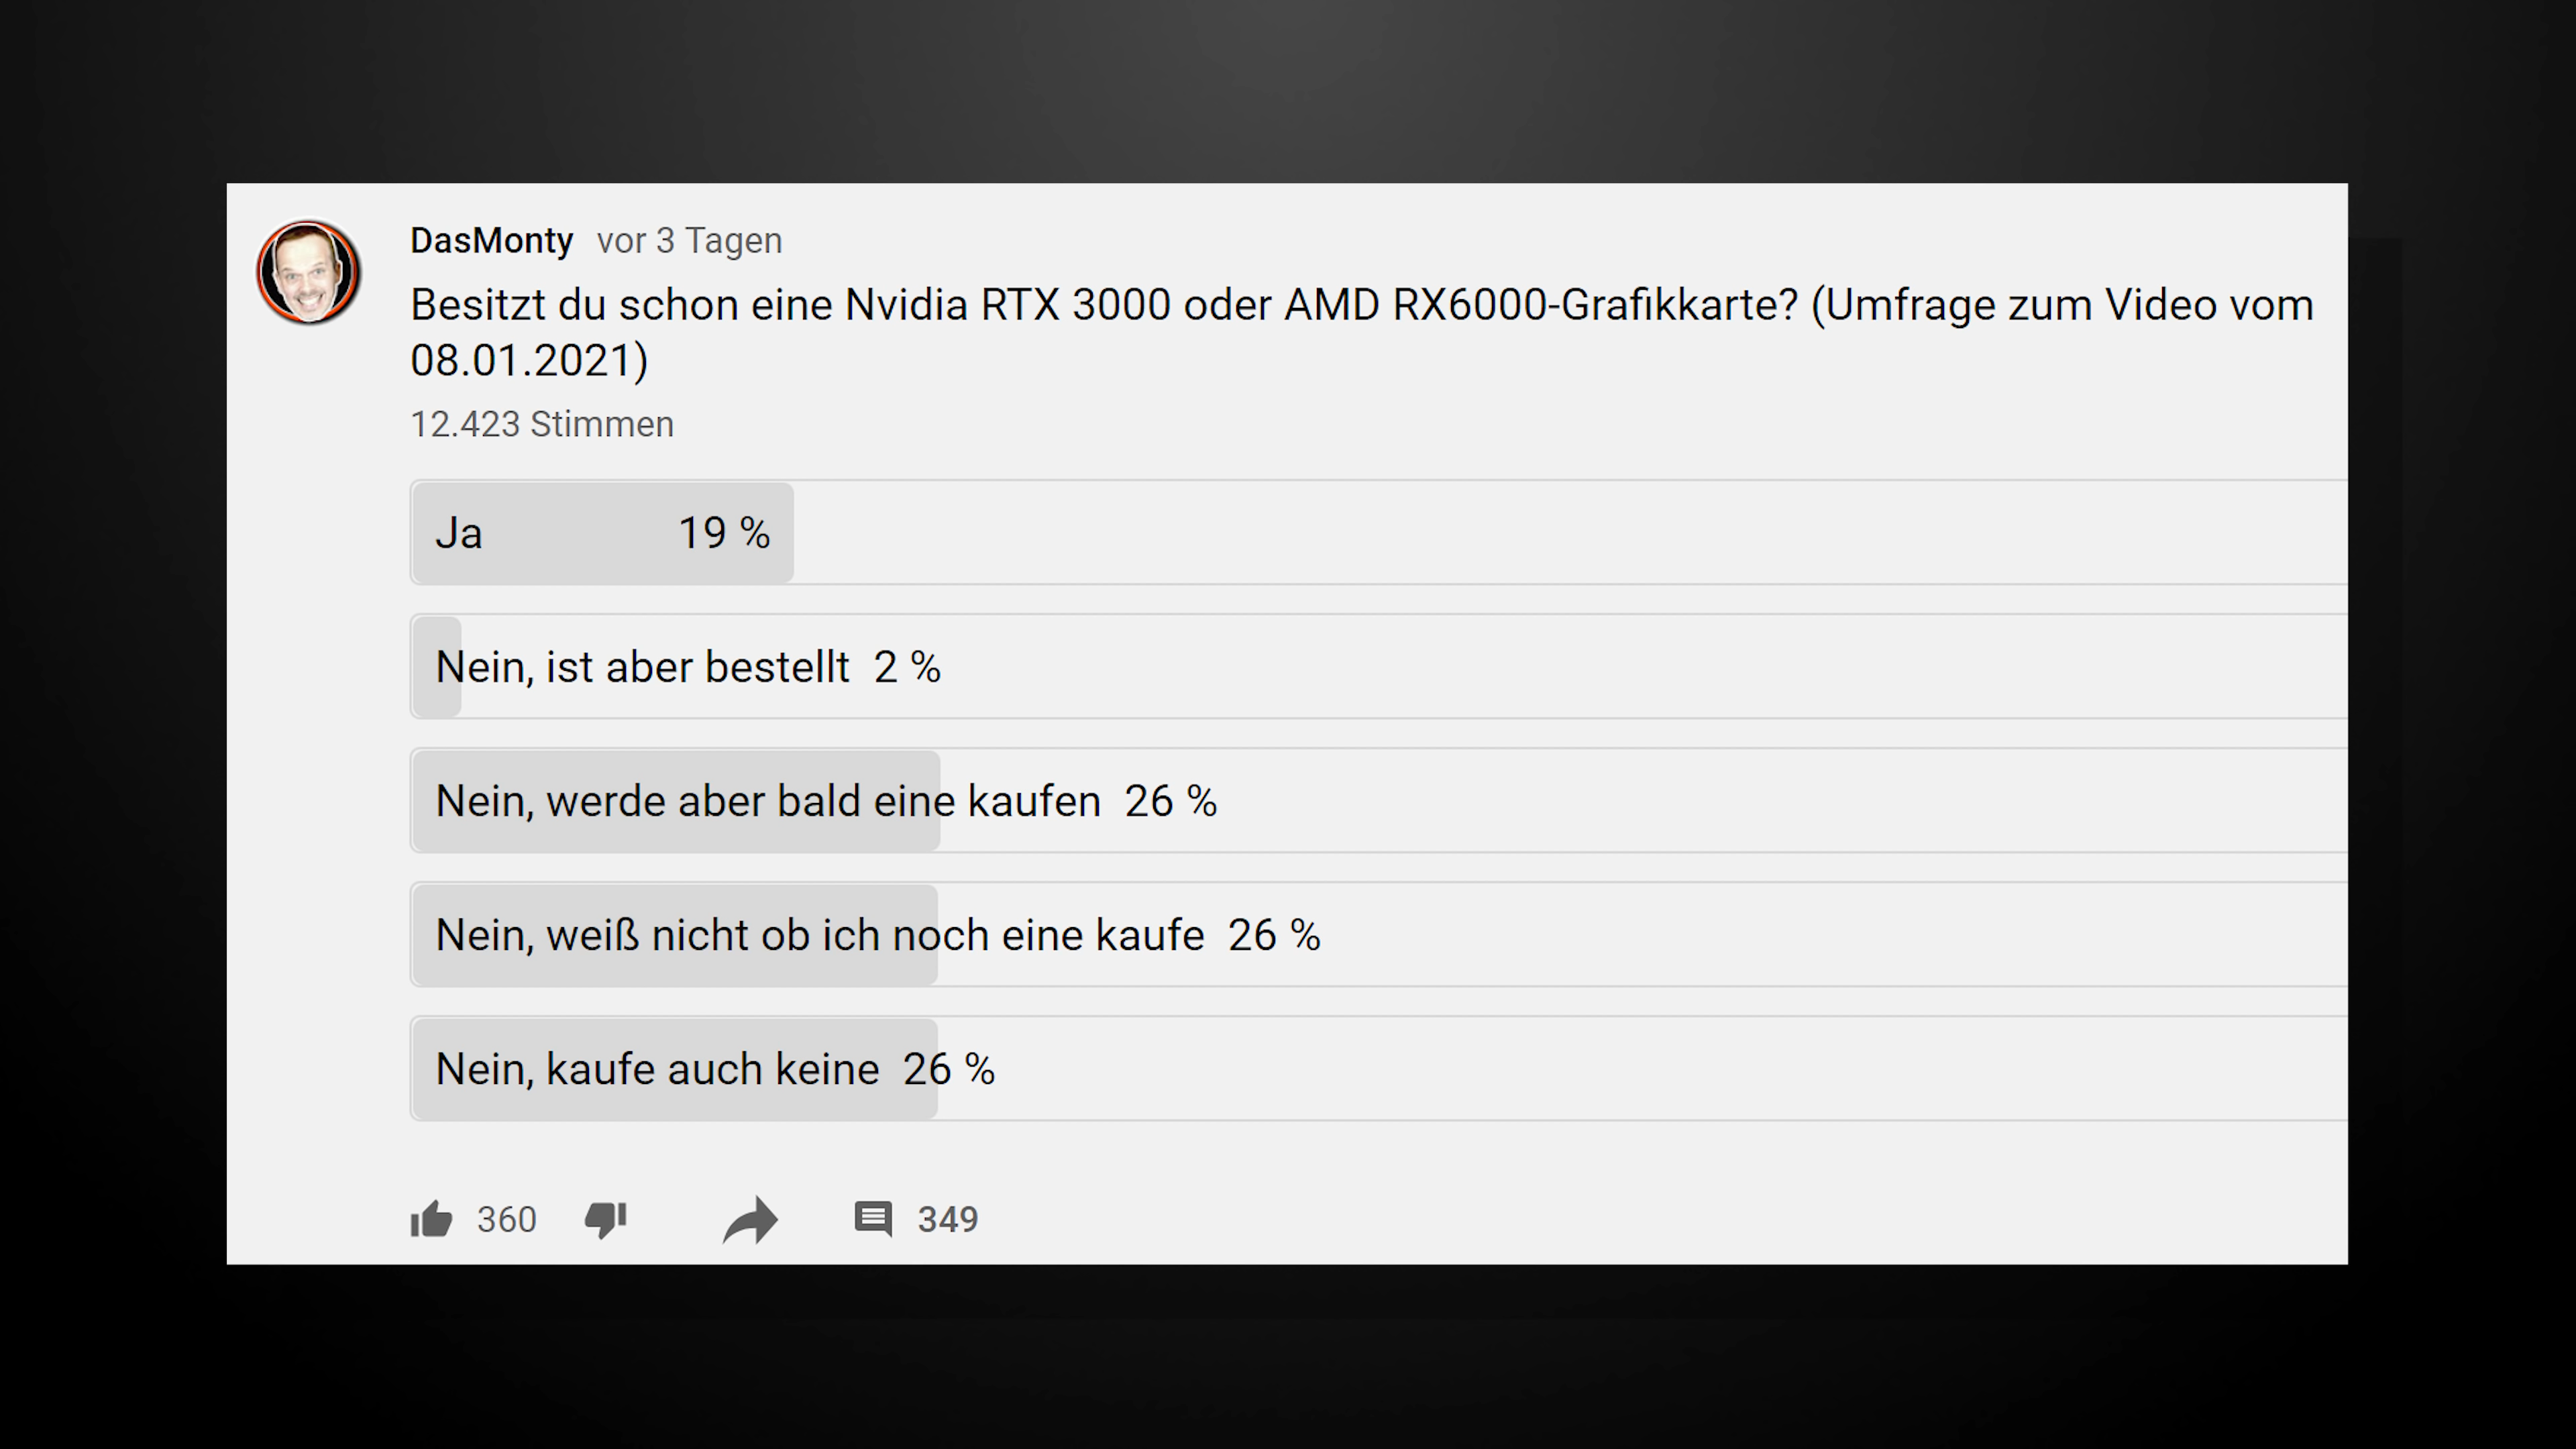 DasMonty vor 3 Tagen
Besitzt du schon eine Nvidia RTX 3000 oder AMD RX6000-Grafikkarte? (Umfrage zum Video vom
08.01.2021)
12.423 Stimmen
Ja 19 %
Nein, ist aber bestellt 2 %
Nein, werde aber bald eine kaufen 26 %
Nein, weiß nicht ob ich noch eine kaufe 26 %
Nein, kaufe auch keine 26 %
360 349